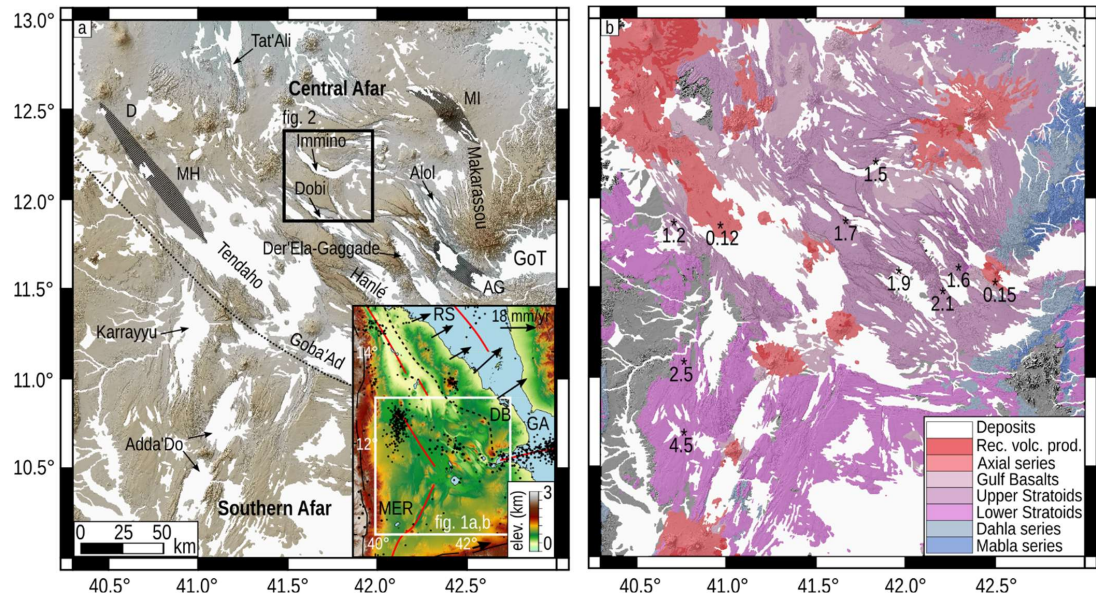 a
Tat'Ali
Central Afar
D
MI
fig. 2
Immino
MH
Makarassou
Alol
Dobi
Der'Ela-Gaggade
GoT
Tendaho
Hanlé
AG
Karrayyu
Goba'Ad
Adda'Do
Southern Afar
0 25 50
km
RS
18 mm/yr
14°
DB
GA
12°
MER
fig. 1a,b
40°
42°
elev. (km)
3
0
13.0°
12.5°
12.0°
11.5°
11.0°
10.5°
40.5° 41.0° 41.5° 42.0° 42.5°
b
1.5
1.2
0.12
1.7
1.9
1.6
2.1
0.15
2.5
4.5
Deposits
Rec. volc. prod.
Axial series
Gulf Basalts
Upper Stratoids
Lower Stratoids
Dahla series
Mabla series
40.5° 41.0° 41.5° 42.0° 42.5°